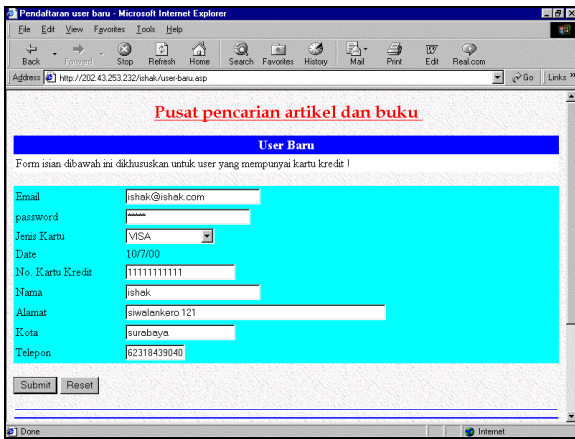 Pendaftaran user baru - Microsoft Internet Explorer
File Edit View Favorites Tools Help
Back Forward Stop Refresh Home Search Favorites History Mail Print Edit Real.com
Address http://202.43.253.232/ishak/user-baru.asp Go Links »
Pusat pencarian artikel dan buku
User Baru
Form isian dibawah ini dikhususkan untuk user yang mempunyai kartu kredit !
Email ishak@ishak.com
password *****
Jenis Kartu VISA
Date 10/7/00
No. Kartu Kredit 11111111111
Nama ishak
Alamat siwalankero 121
Kota surabaya
Telepon 62318439040
Submit Reset
Done Internet